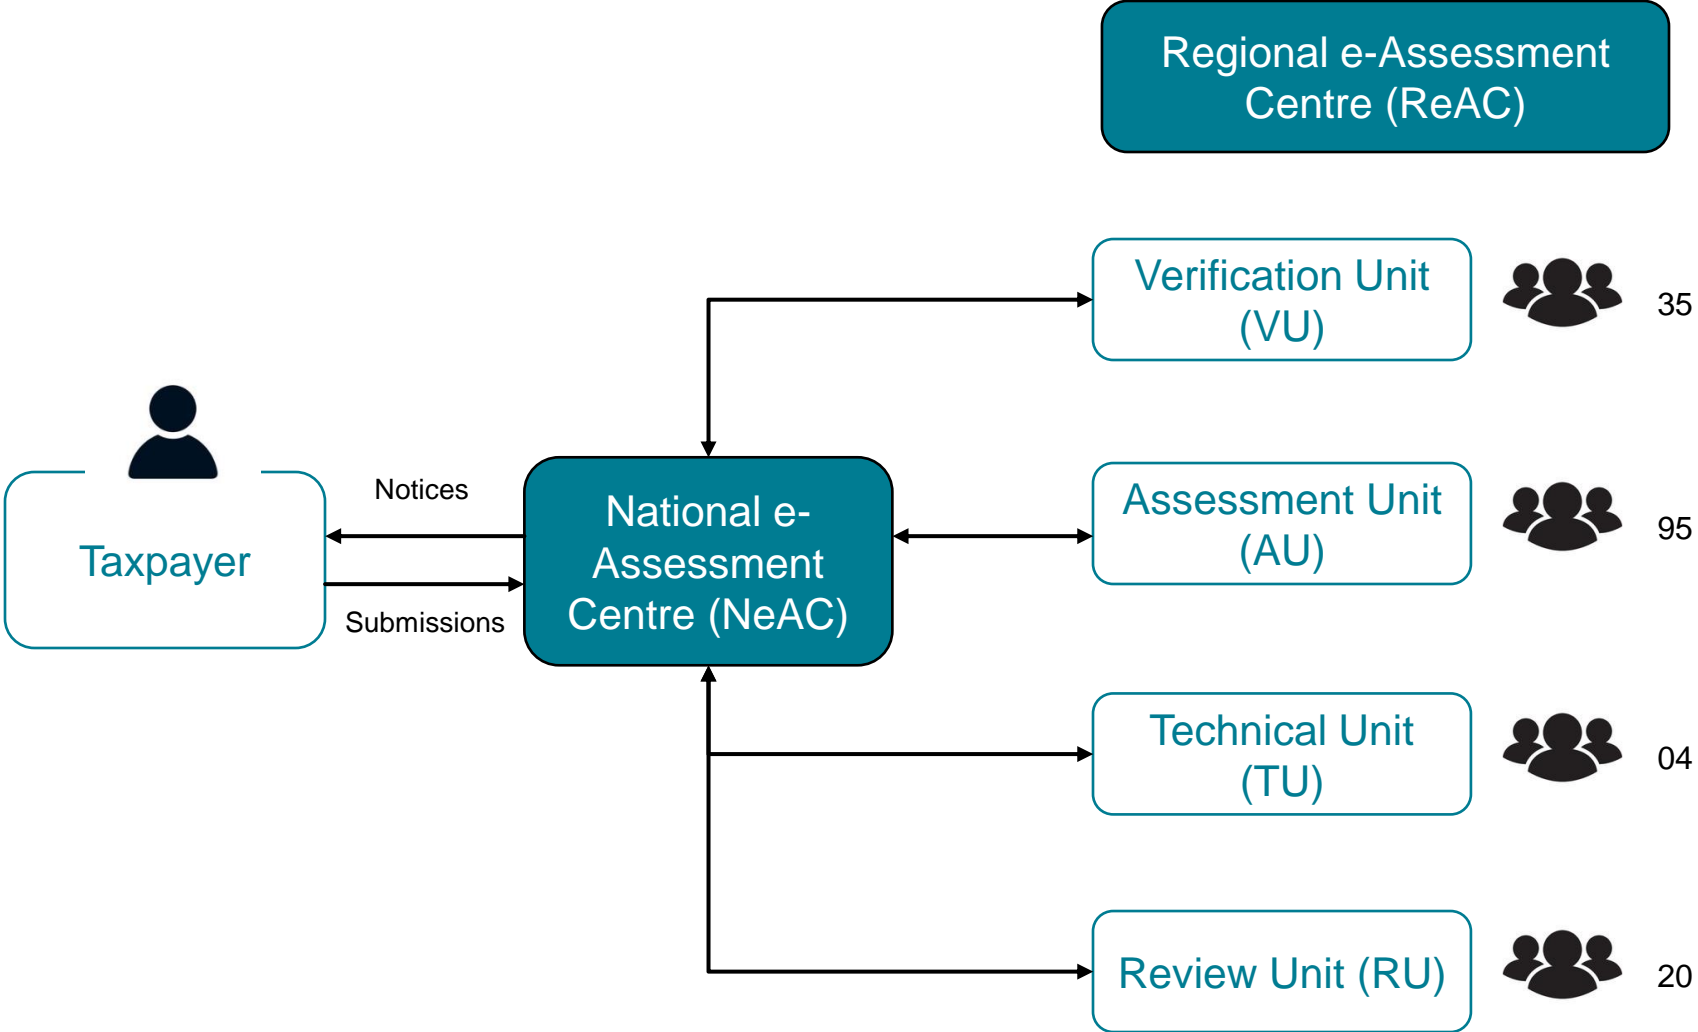 Regional e-Assessment
Centre (ReAC)
Verification Unit
(VU)
35
Taxpayer
Notices
Submissions
National e-
Assessment
Centre (NeAC)
Assessment Unit
(AU)
95
Technical Unit
(TU)
04
Review Unit (RU)
20